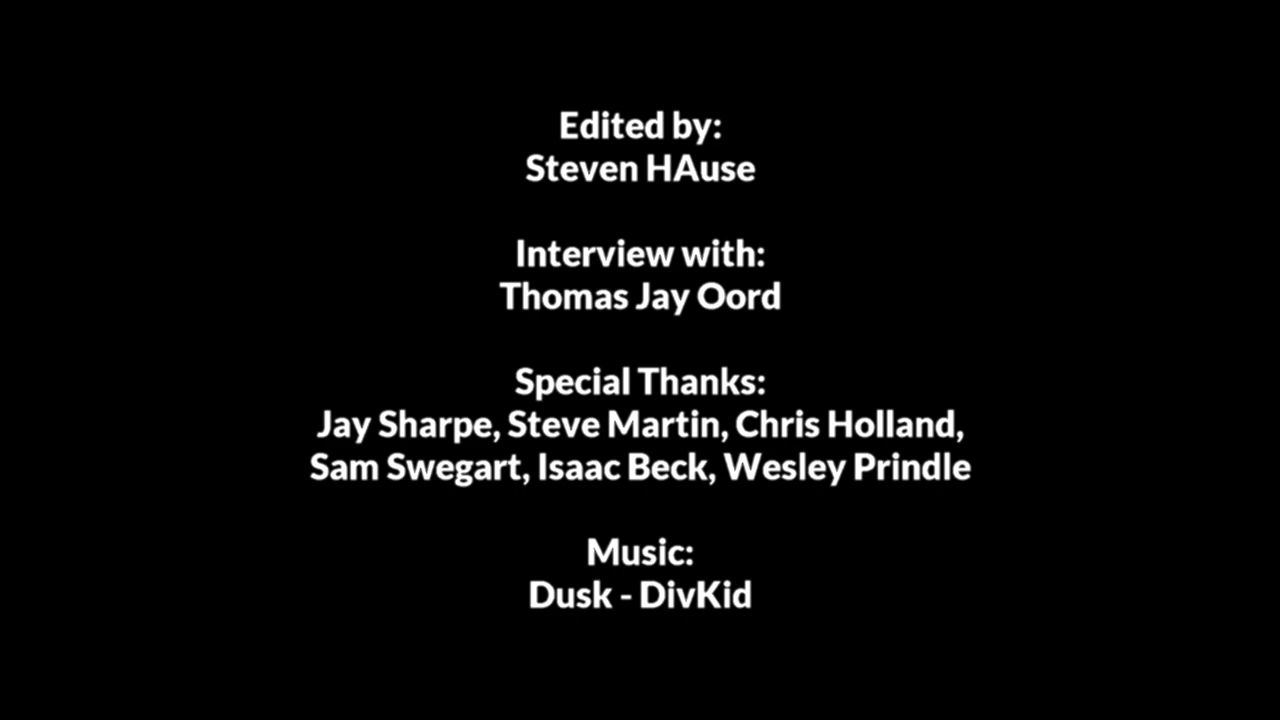 Edited by:
Steven HAuse
Interview with:
Thomas Jay Oord
Special Thanks:
Jay Sharpe, Steve Martin, Chris Holland,
Sam Swegart, Isaac Beck, Wesley Prindle
Music:
Dusk - DivKid